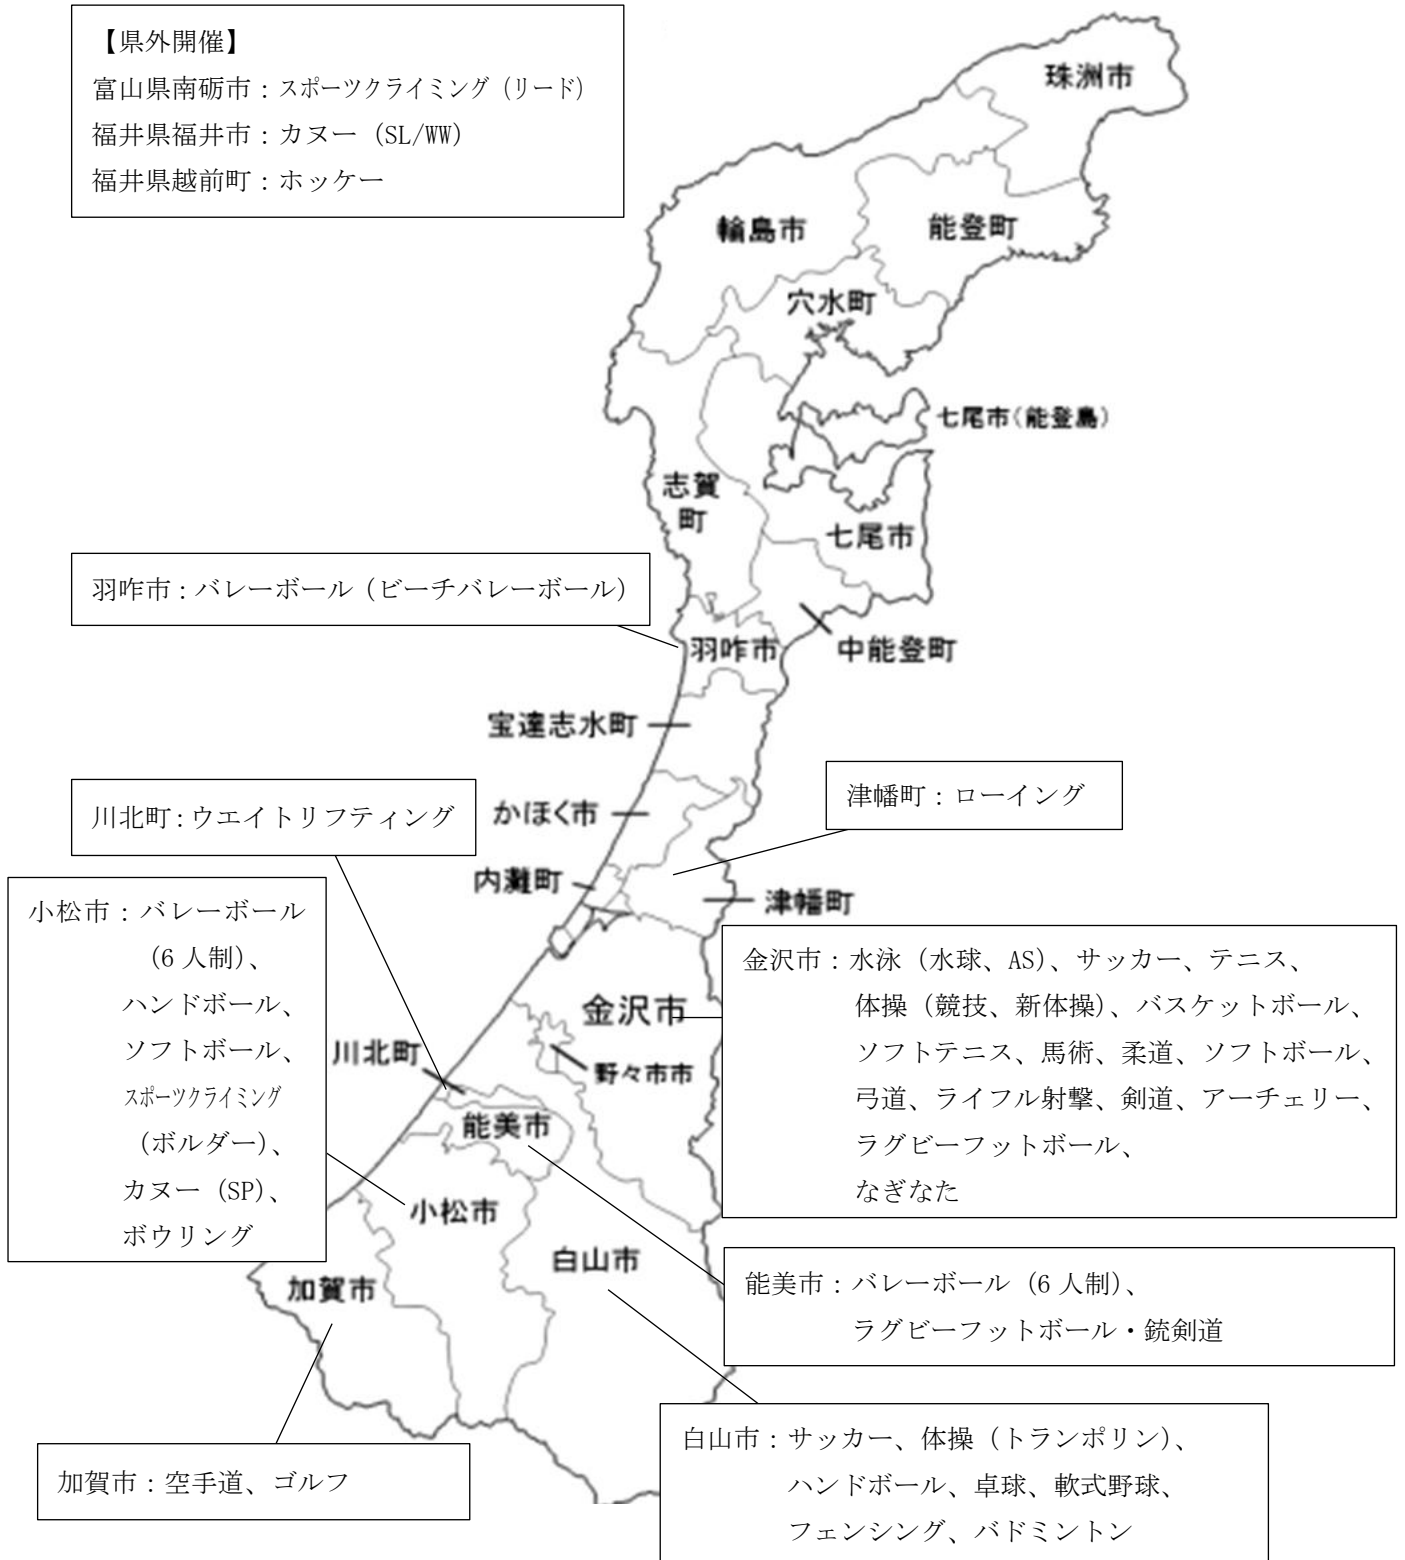 【県外開催】
富山県南砺市：スポーツクライミング（リード）
福井県福井市：カヌー（SL/WW）
福井県越前町：ホッケー
珠洲市
輪島市
能登町
穴水町
七尾市(能登島)
志賀
町
七尾市
羽咋市：バレーボール（ビーチバレーボール）
羽咋市
中能登町
宝達志水町
津幡町：ローイング
川北町：ウエイトリフティング
かほく市
内灘町
津幡町
小松市：バレーボール
（6人制）、
ハンドボール、
ソフトボール、
スポーツクライミング
（ボルダー）、
カヌー（SP）、
ボウリング
金沢市：水泳（水球、AS）、サッカー、テニス、
体操（競技、新体操）、バスケットボール、
ソフトテニス、馬術、柔道、ソフトボール、
弓道、ライフル射撃、剣道、アーチェリー、
ラグビーフットボール、
なぎなた
金沢市
川北町
野々市市
能美市
小松市
白山市
加賀市
能美市：バレーボール（6人制）、
ラグビーフットボール・銃剣道
白山市：サッカー、体操（トランポリン）、
ハンドボール、卓球、軟式野球、
フェンシング、バドミントン
加賀市：空手道、ゴルフ